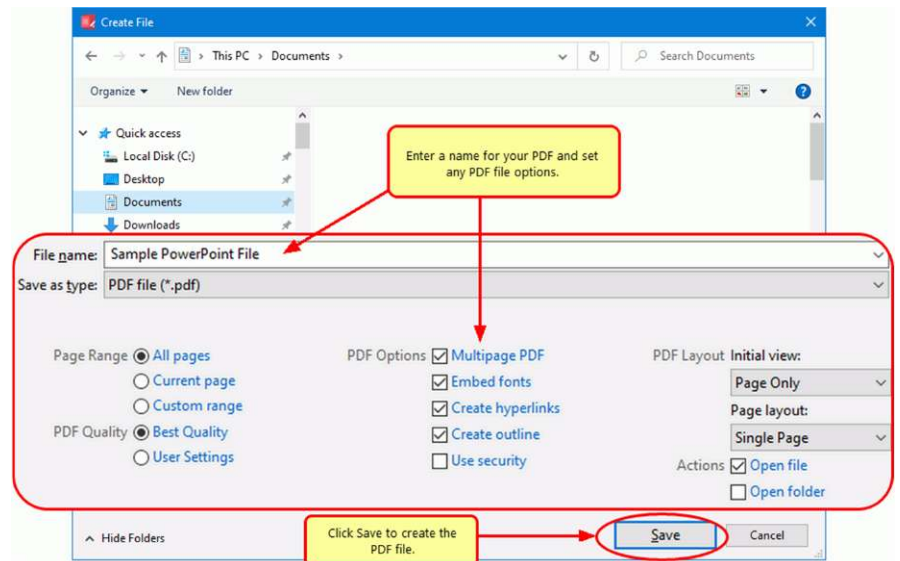 Create File
This PC > Documents >
Search Documents
Organize
New folder
Quick access
Local Disk (C:)
Desktop
Documents
Downloads
Enter a name for your PDF and set
any PDF file options.
File name: Sample PowerPoint File
Save as type: PDF file (*.pdf)
Page Range All pages
Current page
Custom range
PDF Quality Best Quality
User Settings
PDF Options Multipage PDF
Embed fonts
Create hyperlinks
Create outline
Use security
PDF Layout Initial view:
Page Only
Page layout:
Single Page
Actions Open file
Open folder
Hide Folders
Click Save to create the
PDF file.
Save
Cancel